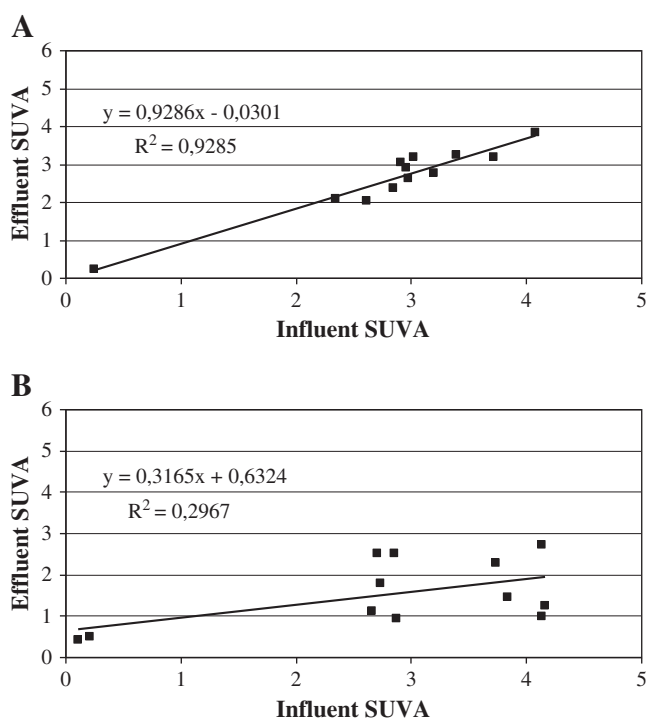 A
6
5
4
3
2
1
0
Effluent SUVA
y = 0,9286x - 0,0301
R² = 0,9285
0 1 2 3 4 5
Influent SUVA
B
6
5
4
3
2
1
0
Effluent SUVA
y = 0,3165x + 0,6324
R² = 0,2967
0 1 2 3 4 5
Influent SUVA